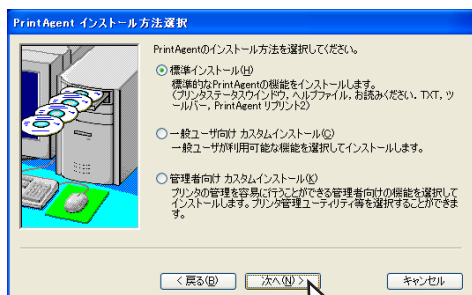 PrintAgent インストール方法選択
PrintAgentのインストール方法を選択してください。
標準インストール(H)
標準的なPrintAgentの機能をインストールします。
(プリンタステータスウィンドウ, ヘルプファイル, お読みください. TXT, ツ
ールバー, PrintAgent リプリント2)
一般ユーザ向け カスタムインストール(C)
一般ユーザが利用可能な機能を選択してインストールします。
管理者向け カスタムインストール(K)
プリンタの管理を容易に行うことができる管理者向けの機能を選択して
インストールします。プリンタ管理ユーティリティ等を選択することができま
す。
< 戻る(B)
次へ(N) >
キャンセル